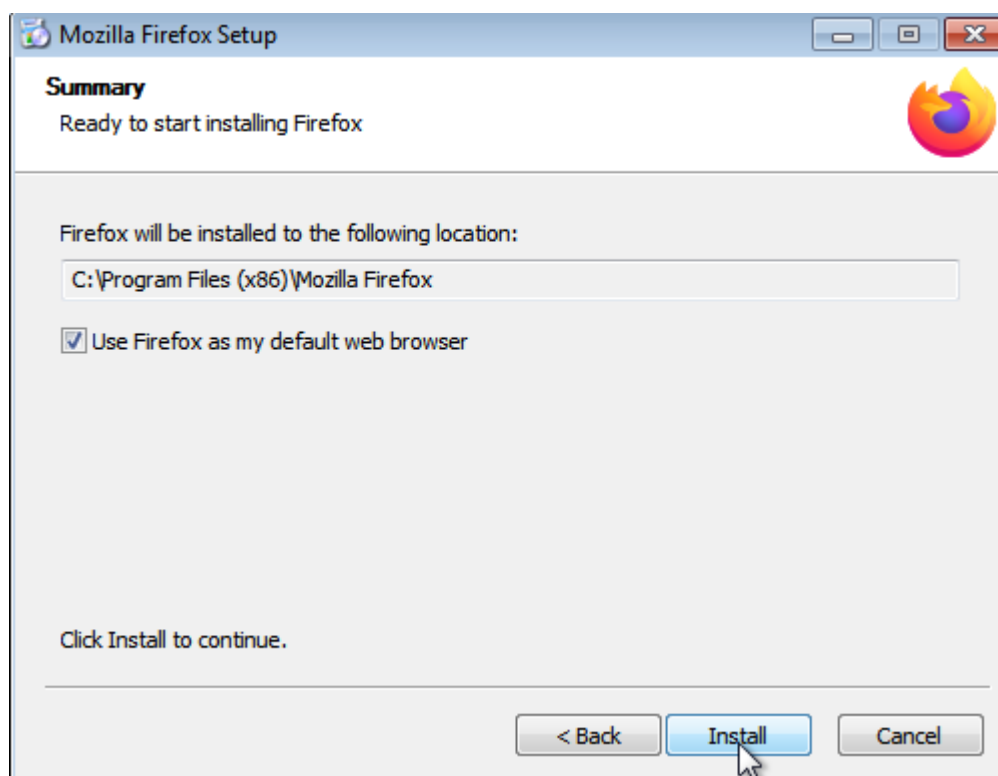 Mozilla Firefox Setup
Summary
Ready to start installing Firefox
Firefox will be installed to the following location:
C:\Program Files (x86)\Mozilla Firefox
Use Firefox as my default web browser
Click Install to continue.
< Back Install Cancel